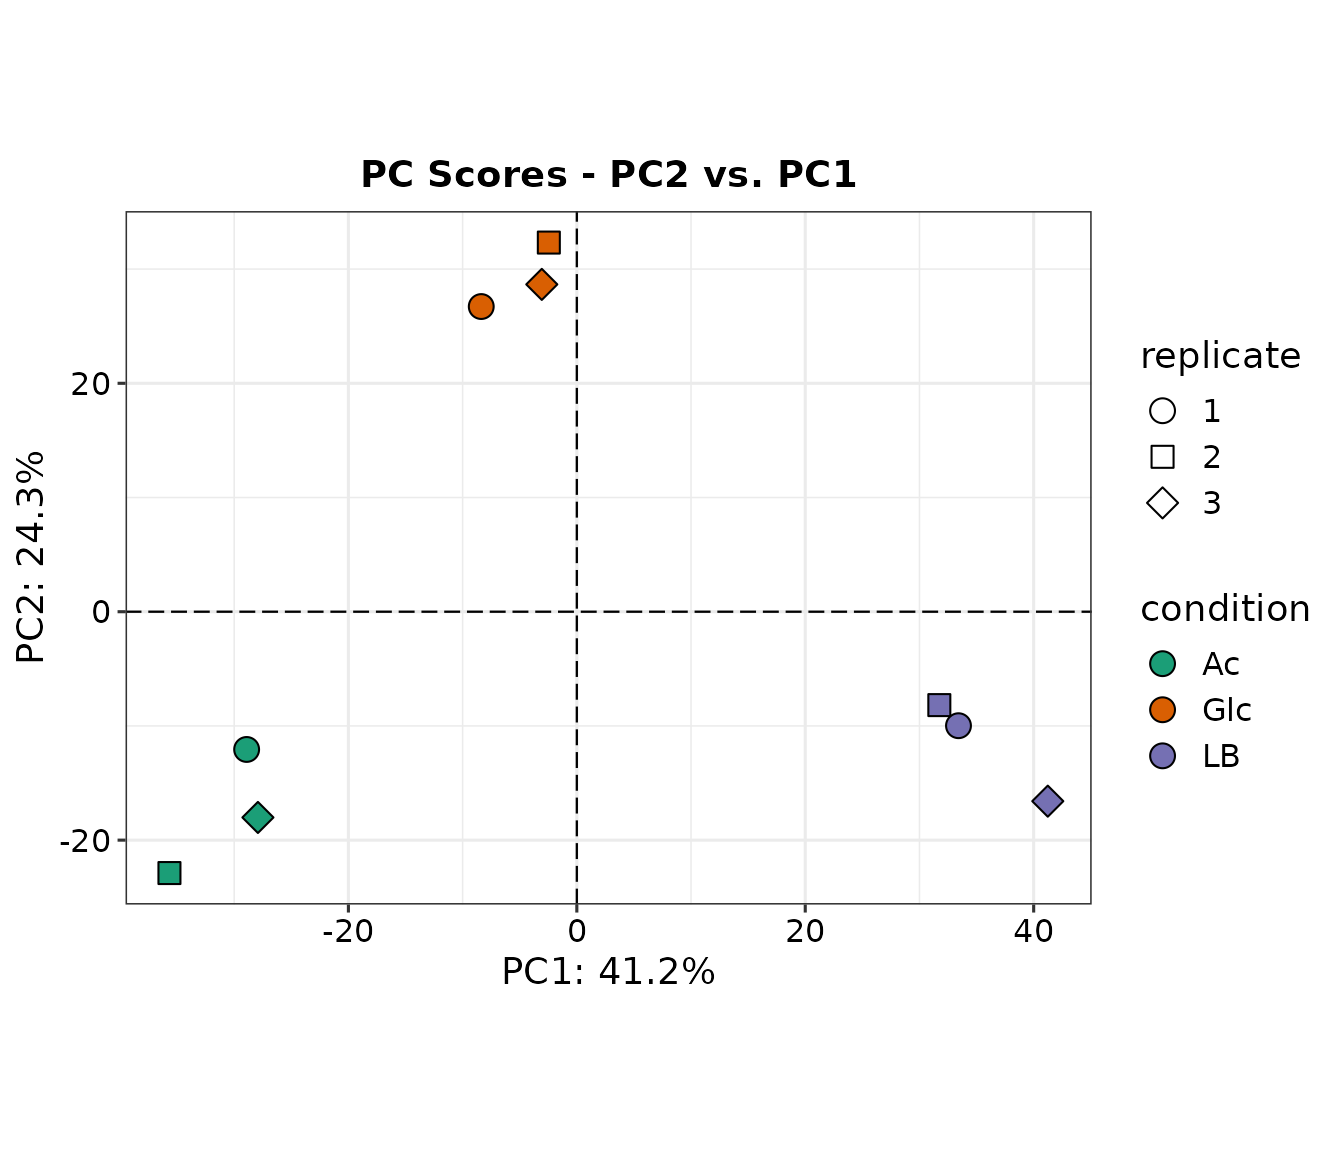 PC Scores - PC2 vs. PC1
PC2: 24.3%
20
0
-20
-20
0
20
40
PC1: 41.2%
replicate
1
2
3
condition
Ac
Glc
LB